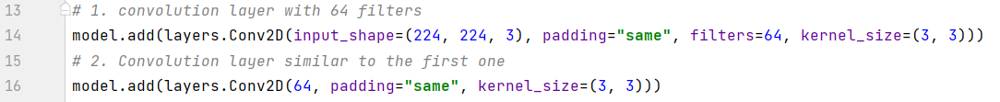 13 # 1. convolution layer with 64 filters
14 model.add(layers.Conv2D(input_shape=(224, 224, 3), padding="same", filters=64, kernel_size=(3, 3)))
15 # 2. Convolution layer similar to the first one
16 model.add(layers.Conv2D(64, padding="same", kernel_size=(3, 3)))